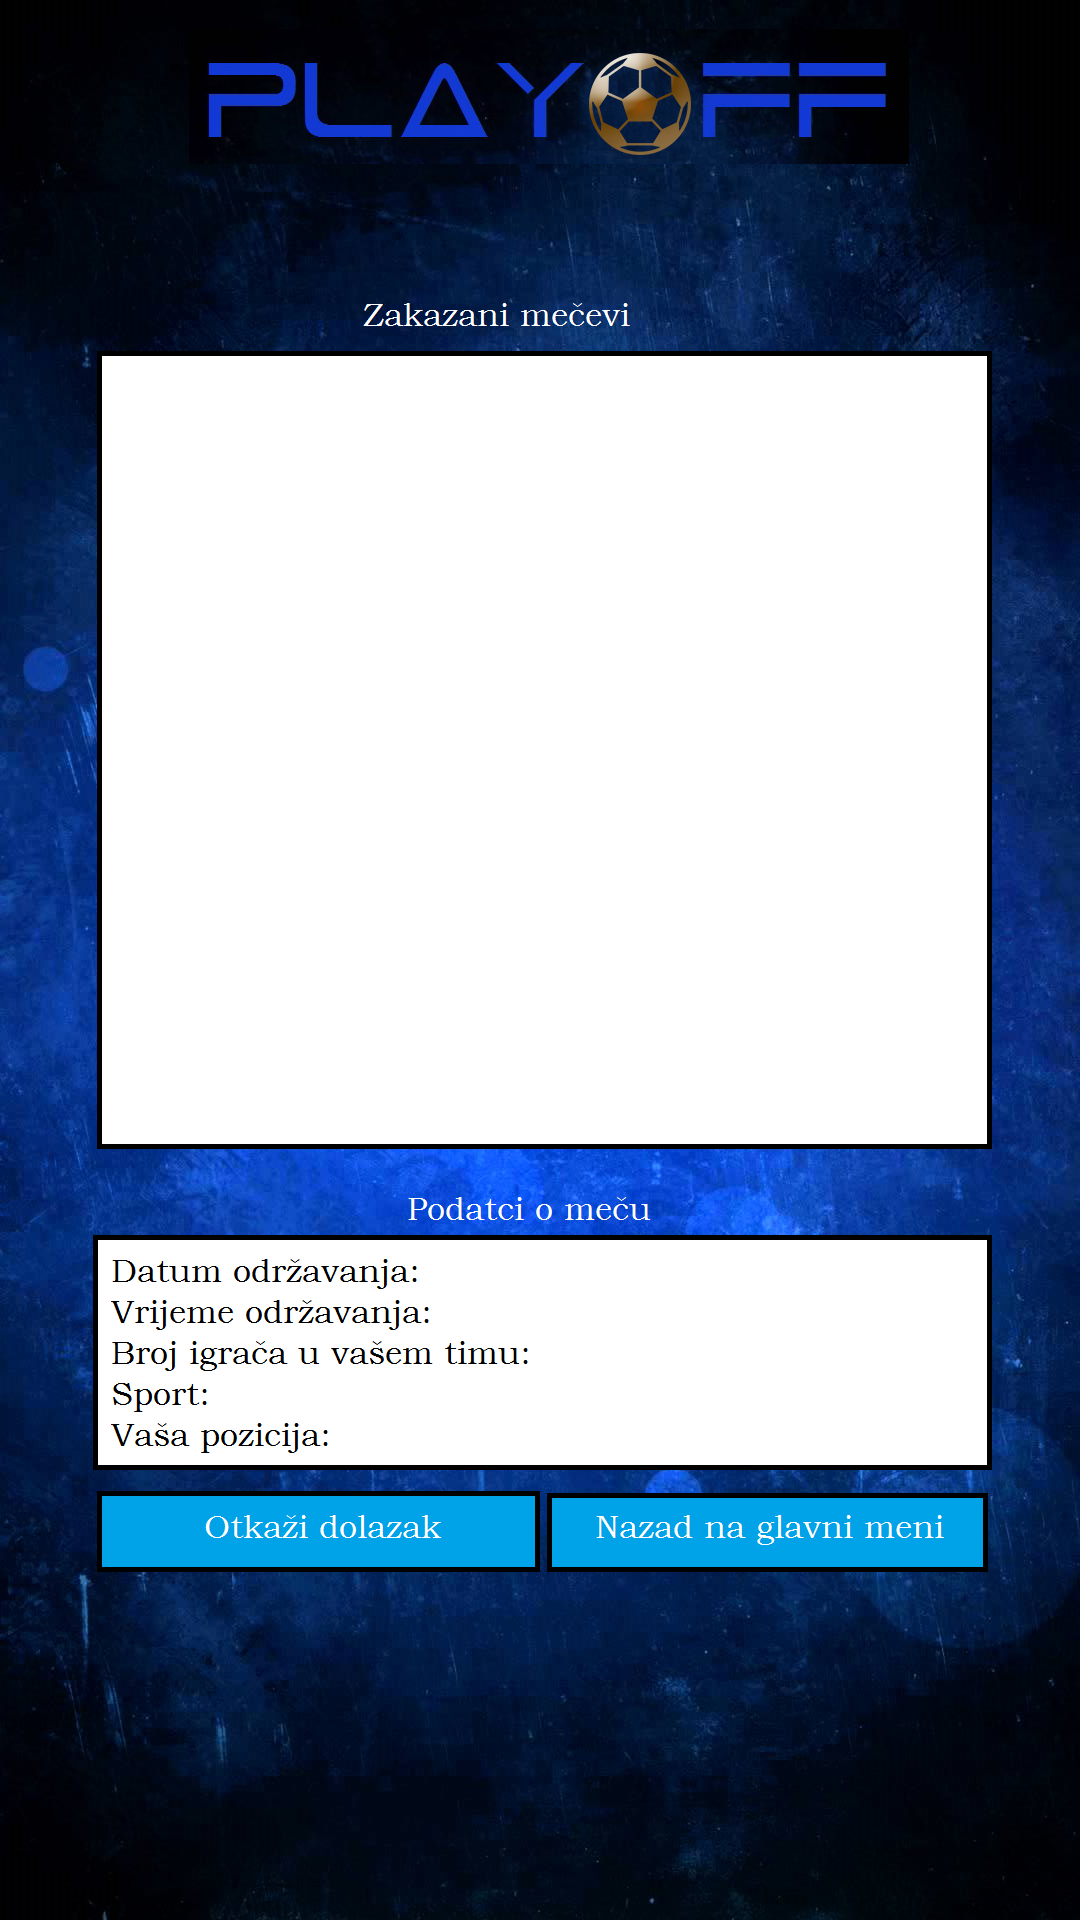 PLAYOFF
Zakazani mečevi
Podatci o meču
Datum održavanja:
Vrijeme održavanja:
Broj igrača u vašem timu:
Sport:
Vaša pozicija:
Otkaži dolazak
Nazad na glavni meni